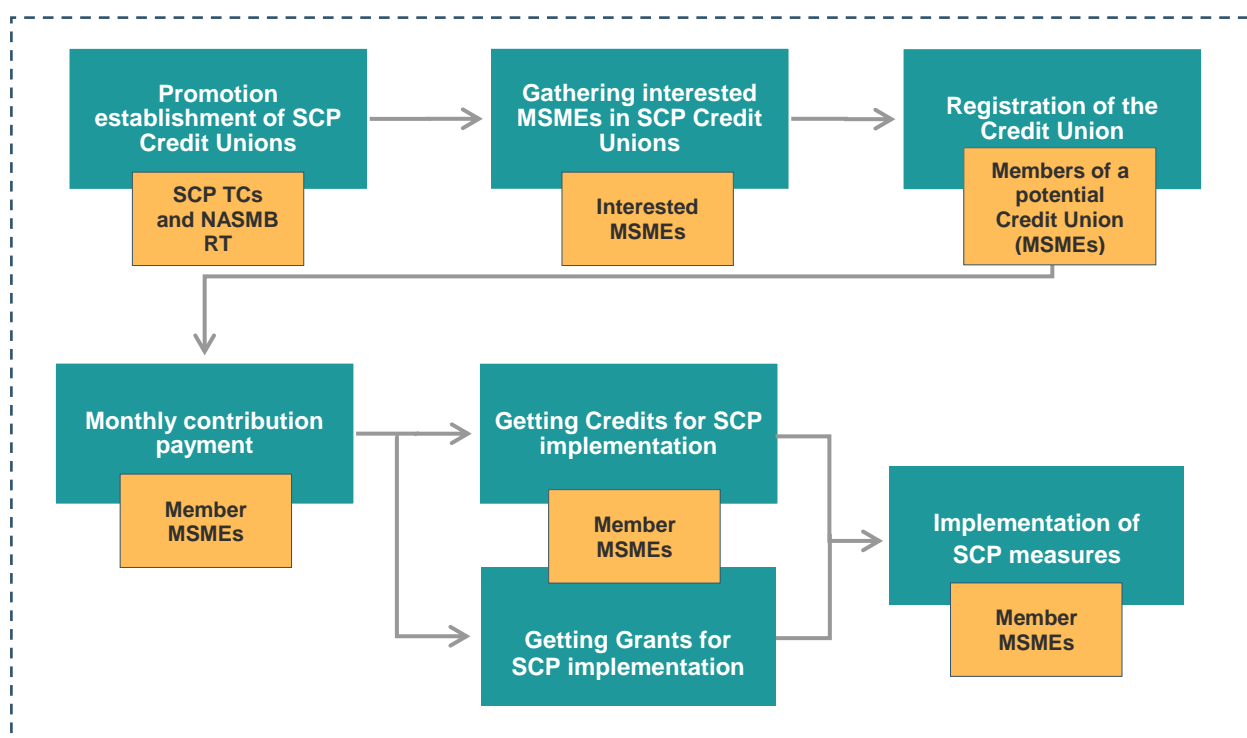 Promotion
establishment of SCP
Credit Unions
SCP TCs
and NASMB
RT
Gathering interested
MSMEs in SCP Credit
Unions
Interested
MSMEs
Registration of the
Credit Union
Members of a
potential
Credit Union
(MSMEs)
Monthly contribution
payment
Member
MSMEs
Getting Credits for SCP
implementation
Member
MSMEs
Getting Grants for
SCP implementation
Implementation of
SCP measures
Member
MSMEs